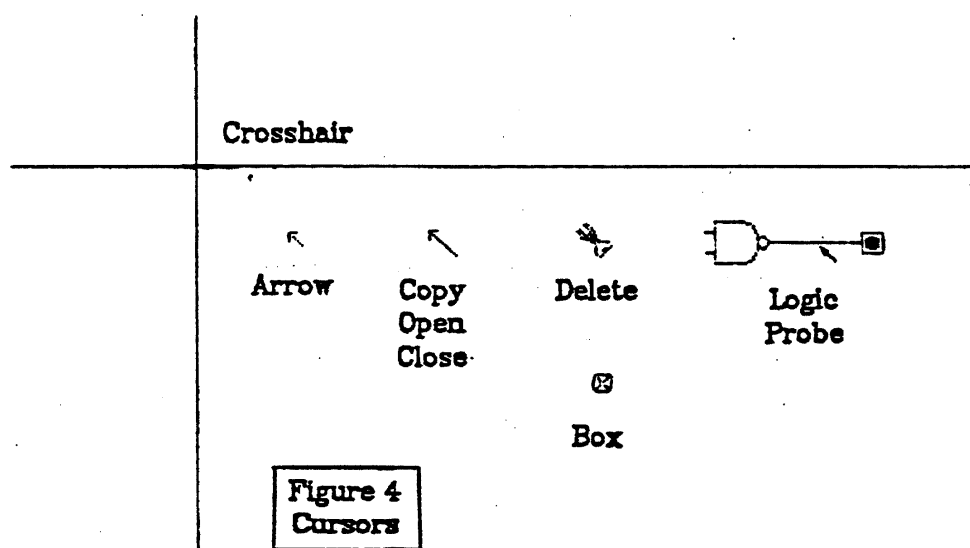 Crosshair
Arrow
Copy
Open
Close
Delete
Logic
Probe
Box
Figure 4
Cursors